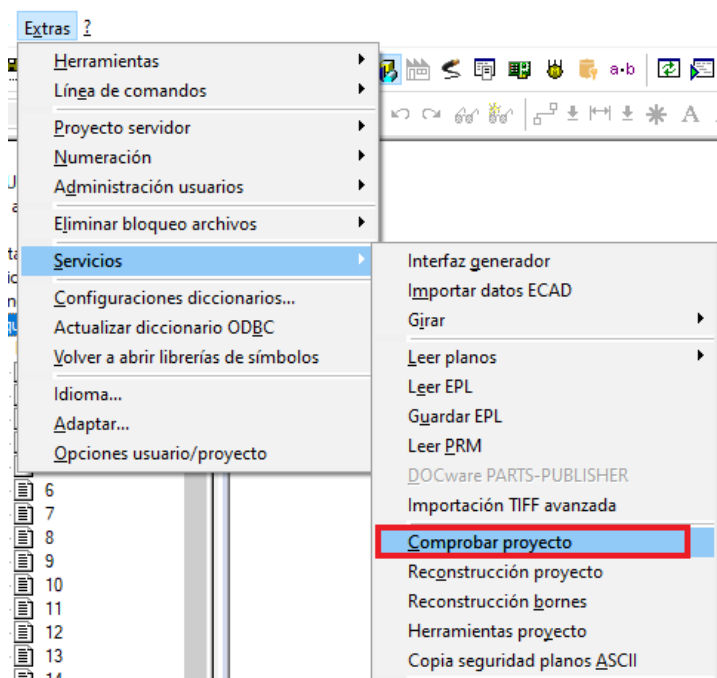 Extras ?
Herramientas
Línea de comandos
Proyecto servidor
Numeración
Administración usuarios
Eliminar bloqueo archivos
Servicios
Configuraciones diccionarios...
Actualizar diccionario ODBC
Volver a abrir librerías de símbolos
Idioma...
Adaptar...
Opciones usuario/proyecto
a•b
A
Interfaz generador
Importar datos ECAD
Girar
Leer planos
Leer EPL
Guardar EPL
Leer PRM
DOCware PARTS-PUBLISHER
Importación TIFF avanzada
Comprobar proyecto
Reconstrucción proyecto
Reconstrucción bornes
Herramientas proyecto
Copia seguridad planos ASCII
6
7
8
9
10
11
12
13
14